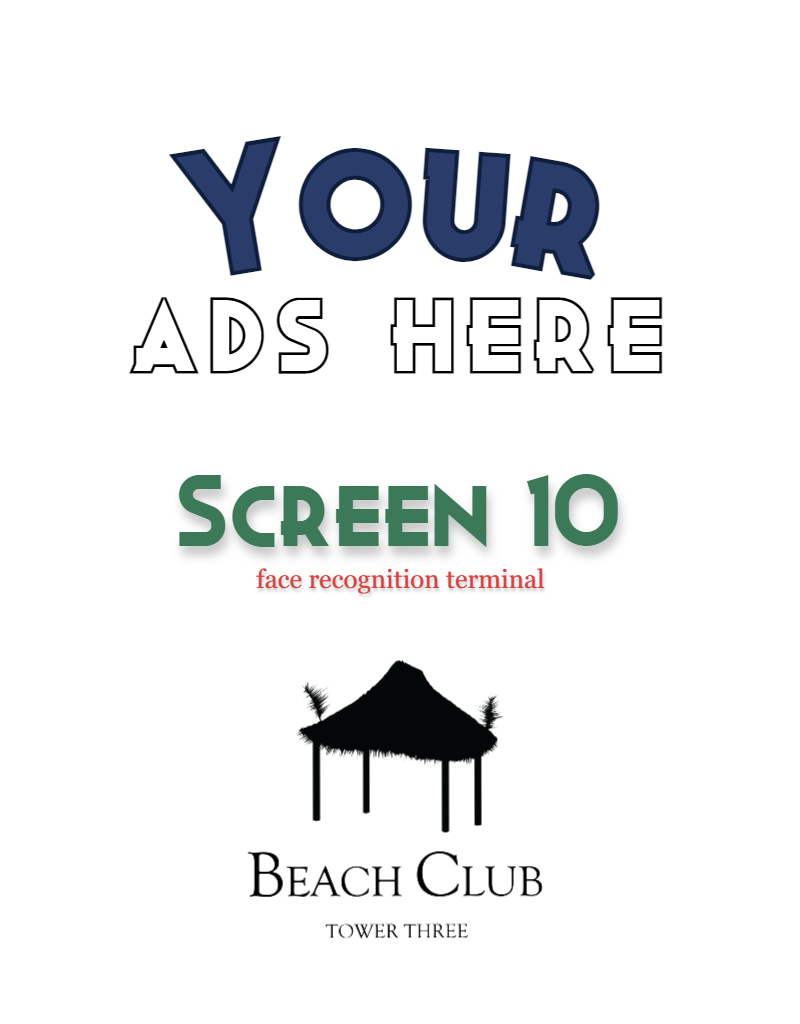 YOUR
ADS HERE
SCREEN 10
face recognition terminal
BEACH CLUB
TOWER THREE